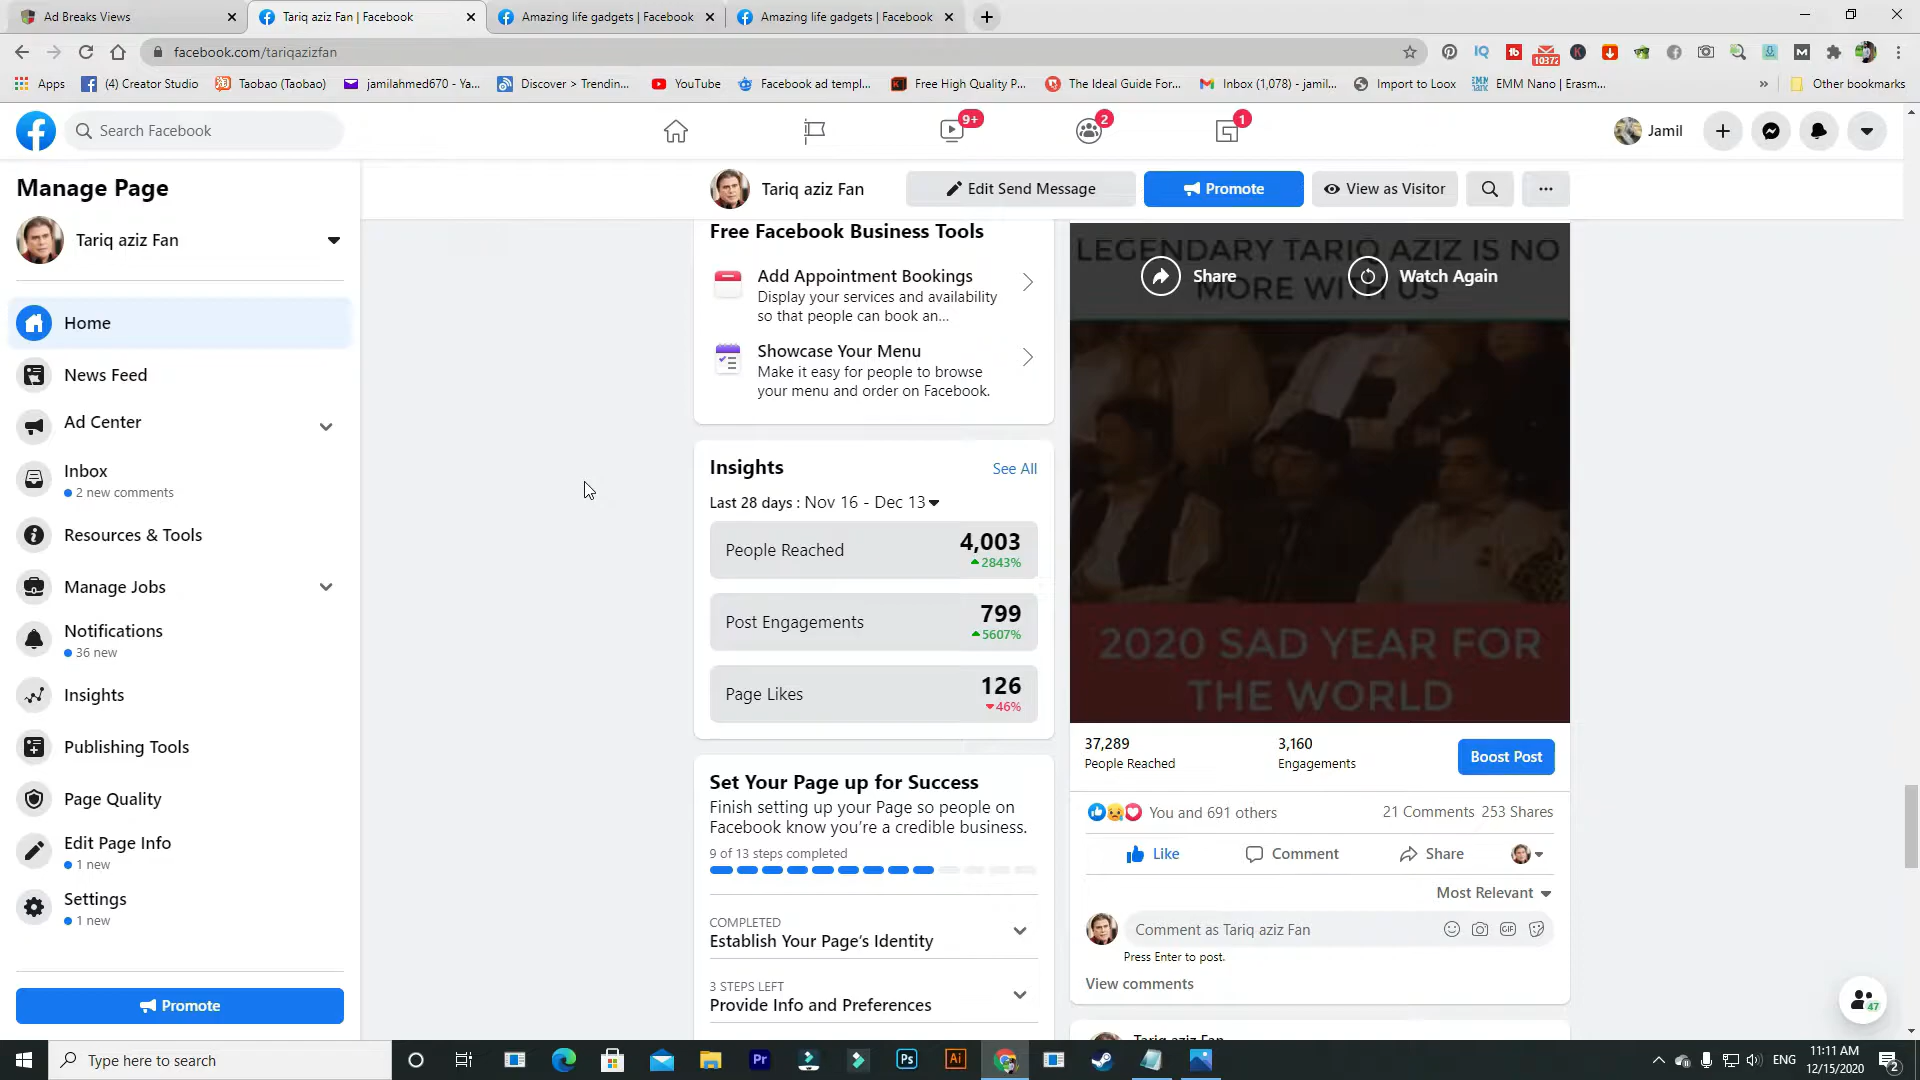 Ad Breaks Views
Tariq aziz Fan | Facebook
Amazing life gadgets | Facebook
Amazing life gadgets | Facebook
facebook.com/tariqazizfan
10372
Apps
(4) Creator Studio
Taobao (Taobao)
jamilahmed670 - Ya...
Discover > Trendin...
YouTube
Facebook ad templ...
Free High Quality P...
The Ideal Guide For...
Inbox (1,078) - jamil...
Import to Loox
EMM Nano | Erasm...
»
Other bookmarks
Search Facebook
9+
2
1
Jamil
Manage Page
Tariq aziz Fan
Home
News Feed
Ad Center
Inbox
2 new comments
Resources & Tools
Manage Jobs
Notifications
36 new
Insights
Publishing Tools
Page Quality
Edit Page Info
1 new
Settings
1 new
Promote
Tariq aziz Fan
Edit Send Message
Promote
View as Visitor
Free Facebook Business Tools
Add Appointment Bookings
Display your services and availability
so that people can book an...
Showcase Your Menu
Make it easy for people to browse
your menu and order on Facebook.
Insights
See All
Last 28 days : Nov 16 - Dec 13
People Reached
4,003
2843%
Post Engagements
799
5607%
Page Likes
126
46%
Set Your Page up for Success
Finish setting up your Page so people on
Facebook know you're a credible business.
9 of 13 steps completed
COMPLETED
Establish Your Page's Identity
3 STEPS LEFT
Provide Info and Preferences
LEGENDARY TARIQ AZIZ IS NO
MORE WITH US
Share
Watch Again
2020 SAD YEAR FOR
THE WORLD
37,289
People Reached
3,160
Engagements
Boost Post
You and 691 others
21 Comments 253 Shares
Like
Comment
Share
Most Relevant
Comment as Tariq aziz Fan
GIF
Press Enter to post.
View comments
Tariq aziz Fan
47
Type here to search
Pr
Ps
Ai
ENG
11:11 AM
12/15/2020
2